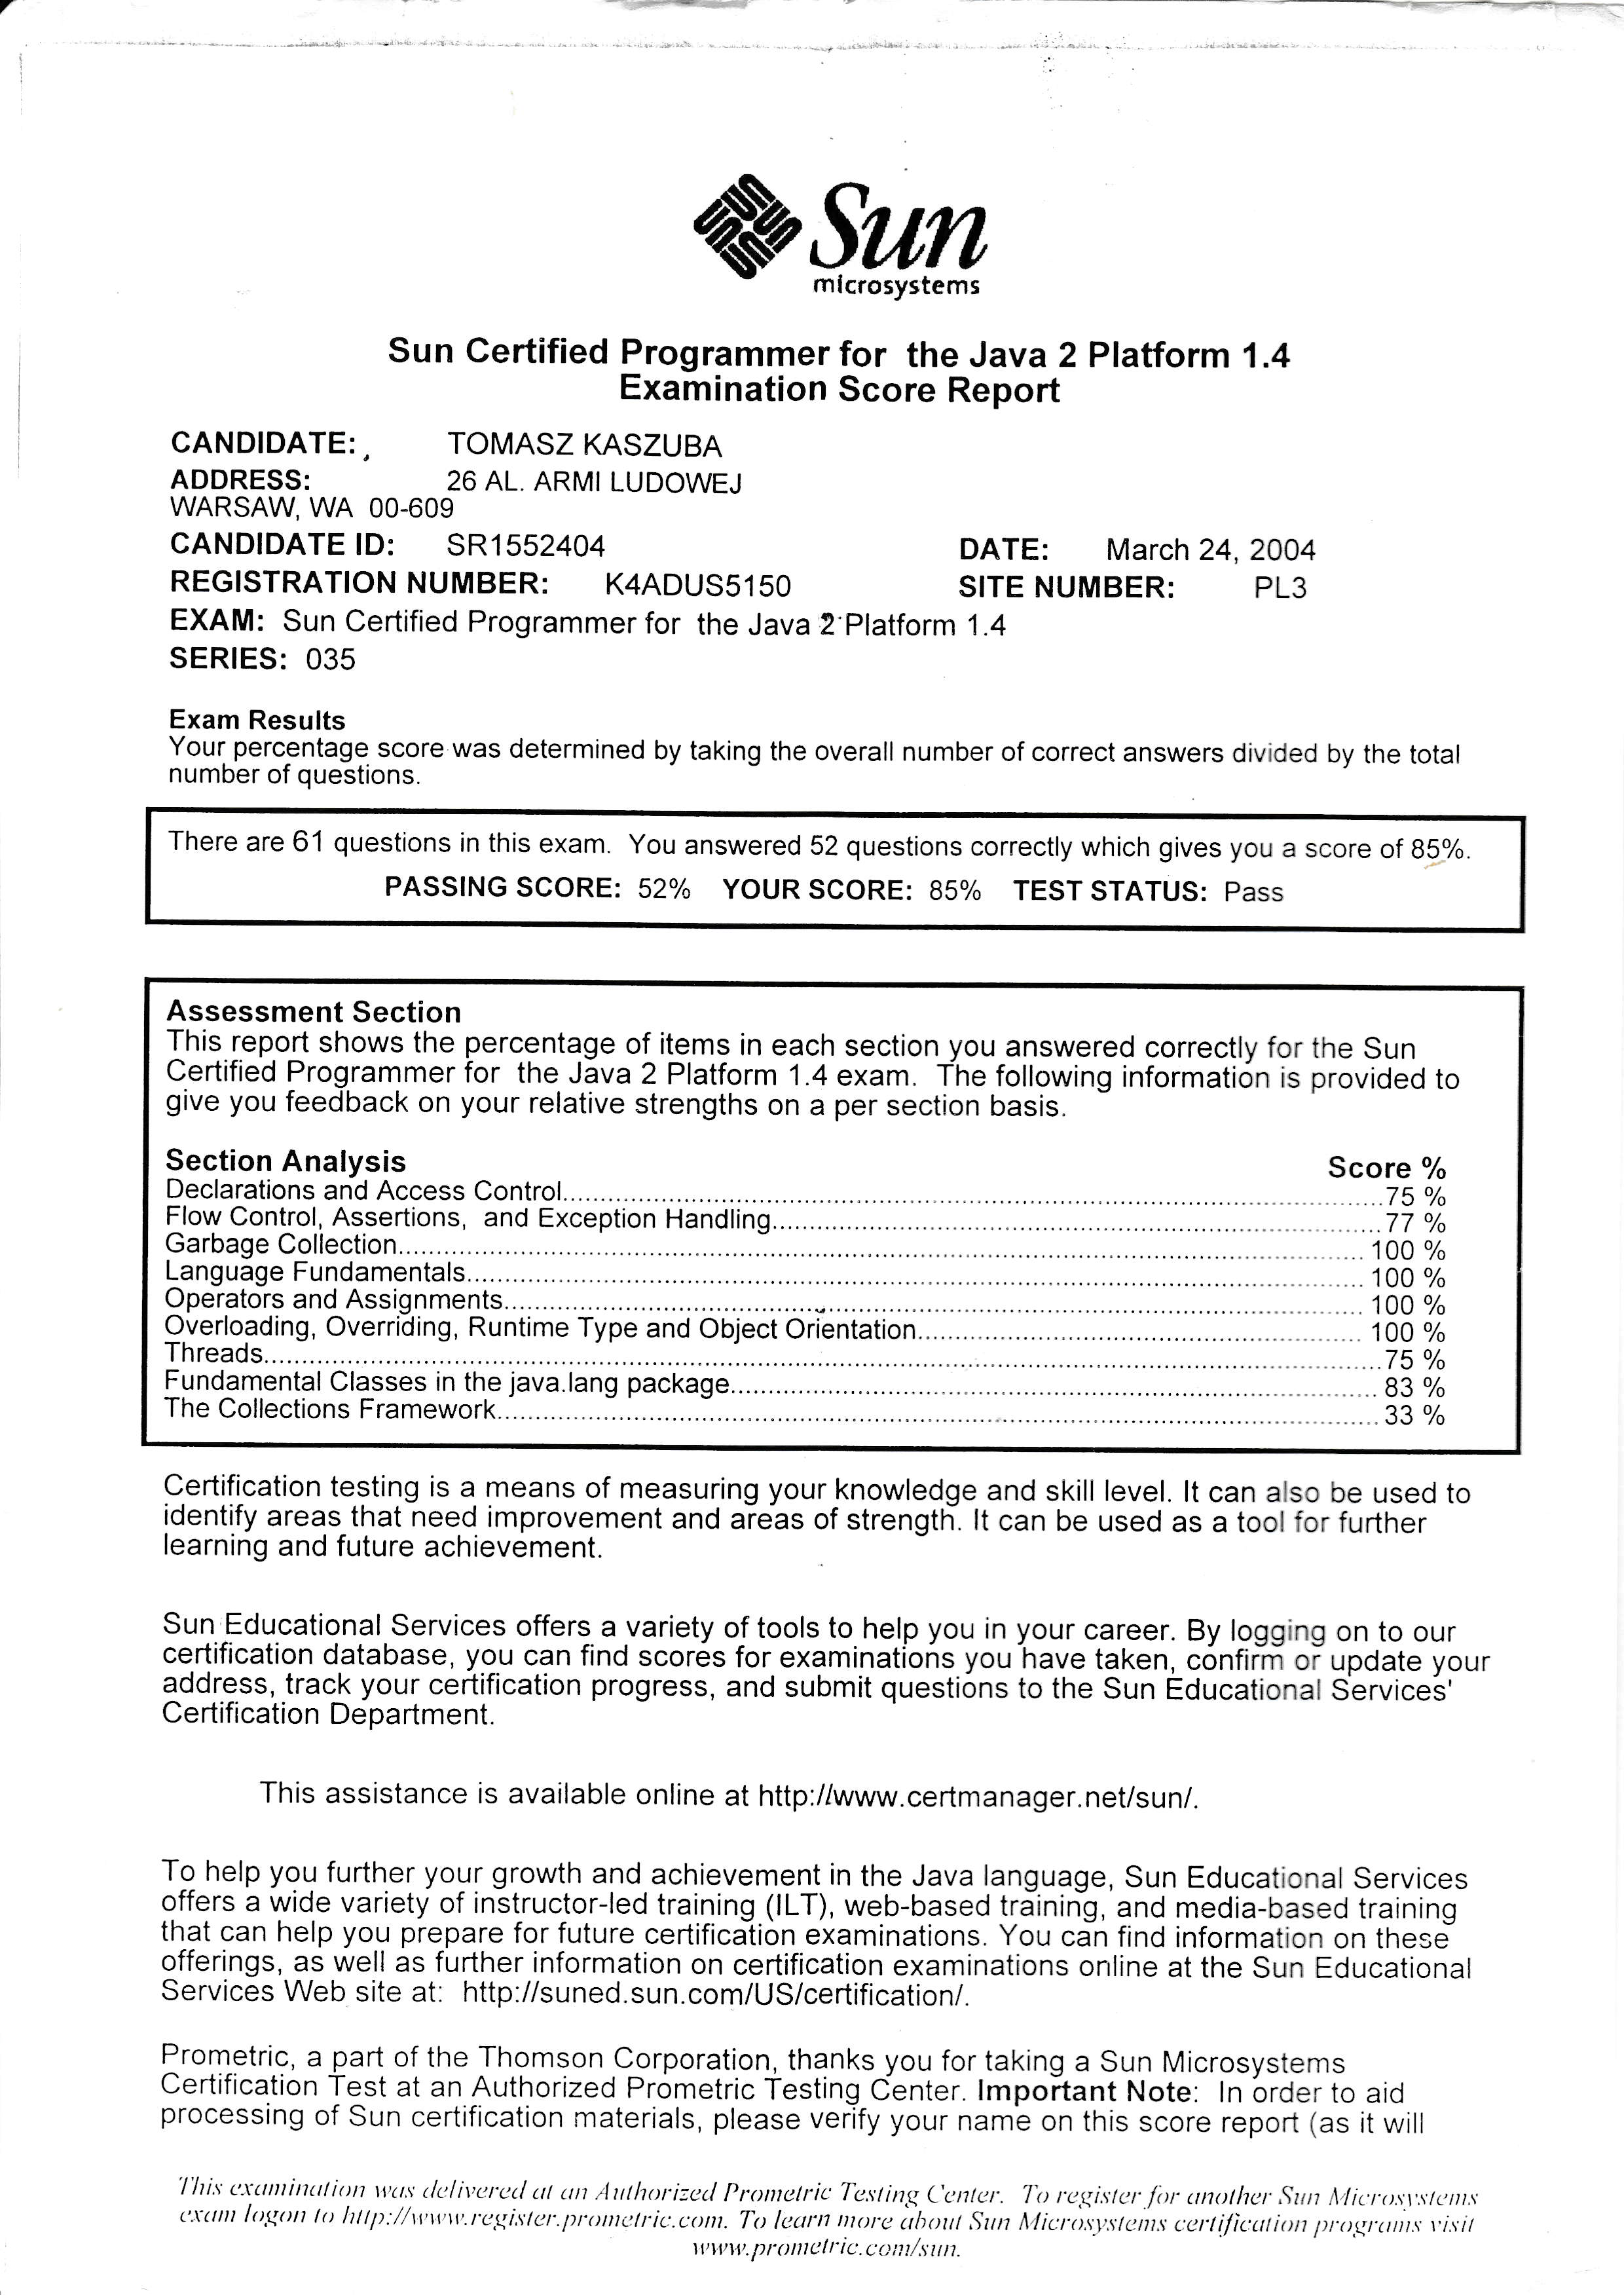 Sun
microsystems
Sun Certified Programmer for the Java 2 Platform 1.4
Examination Score Report
CANDIDATE: TOMASZ KASZUBA
ADDRESS: 26 AL. ARMI LUDOWEJ
WARSAW, WA 00-609
CANDIDATE ID: SR1552404 DATE: March 24, 2004
REGISTRATION NUMBER: K4ADUS5150 SITE NUMBER: PL3
EXAM: Sun Certified Programmer for the Java 2 Platform 1.4
SERIES: 035
Exam Results
Your percentage score was determined by taking the overall number of correct answers divided by the total
number of questions.
There are 61 questions in this exam. You answered 52 questions correctly which gives you a score of 85%.
PASSING SCORE: 52% YOUR SCORE: 85% TEST STATUS: Pass
Assessment Section
This report shows the percentage of items in each section you answered correctly for the Sun
Certified Programmer for the Java 2 Platform 1.4 exam. The following information is provided to
give you feedback on your relative strengths on a per section basis.
Section Analysis Score %
Declarations and Access Control 75 %
Flow Control, Assertions, and Exception Handling 77 %
Garbage Collection 100 %
Language Fundamentals 100 %
Operators and Assignments 100 %
Overloading, Overriding, Runtime Type and Object Orientation 100 %
Threads 75 %
Fundamental Classes in the java.lang package 83 %
The Collections Framework 33 %
Certification testing is a means of measuring your knowledge and skill level. It can also be used to
identify areas that need improvement and areas of strength. It can be used as a tool for further
learning and future achievement.
Sun Educational Services offers a variety of tools to help you in your career. By logging on to our
certification database, you can find scores for examinations you have taken, confirm or update your
address, track your certification progress, and submit questions to the Sun Educational Services'
Certification Department.
This assistance is available online at http://www.certmanager.net/sun/.
To help you further your growth and achievement in the Java language, Sun Educational Services
offers a wide variety of instructor-led training (ILT), web-based training, and media-based training
that can help you prepare for future certification examinations. You can find information on these
offerings, as well as further information on certification examinations online at the Sun Educational
Services Web site at: http://suned.sun.com/US/certification/.
Prometric, a part of the Thomson Corporation, thanks you for taking a Sun Microsystems
Certification Test at an Authorized Prometric Testing Center. Important Note: In order to aid
processing of Sun certification materials, please verify your name on this score report (as it will
This examination was delivered at an Authorized Prometric Testing Center. To register for another Sun Microsystems
exam logon to http://www.register.prometric.com. To learn more about Sun Microsystems certification programs visit
www.prometric.com/sun.